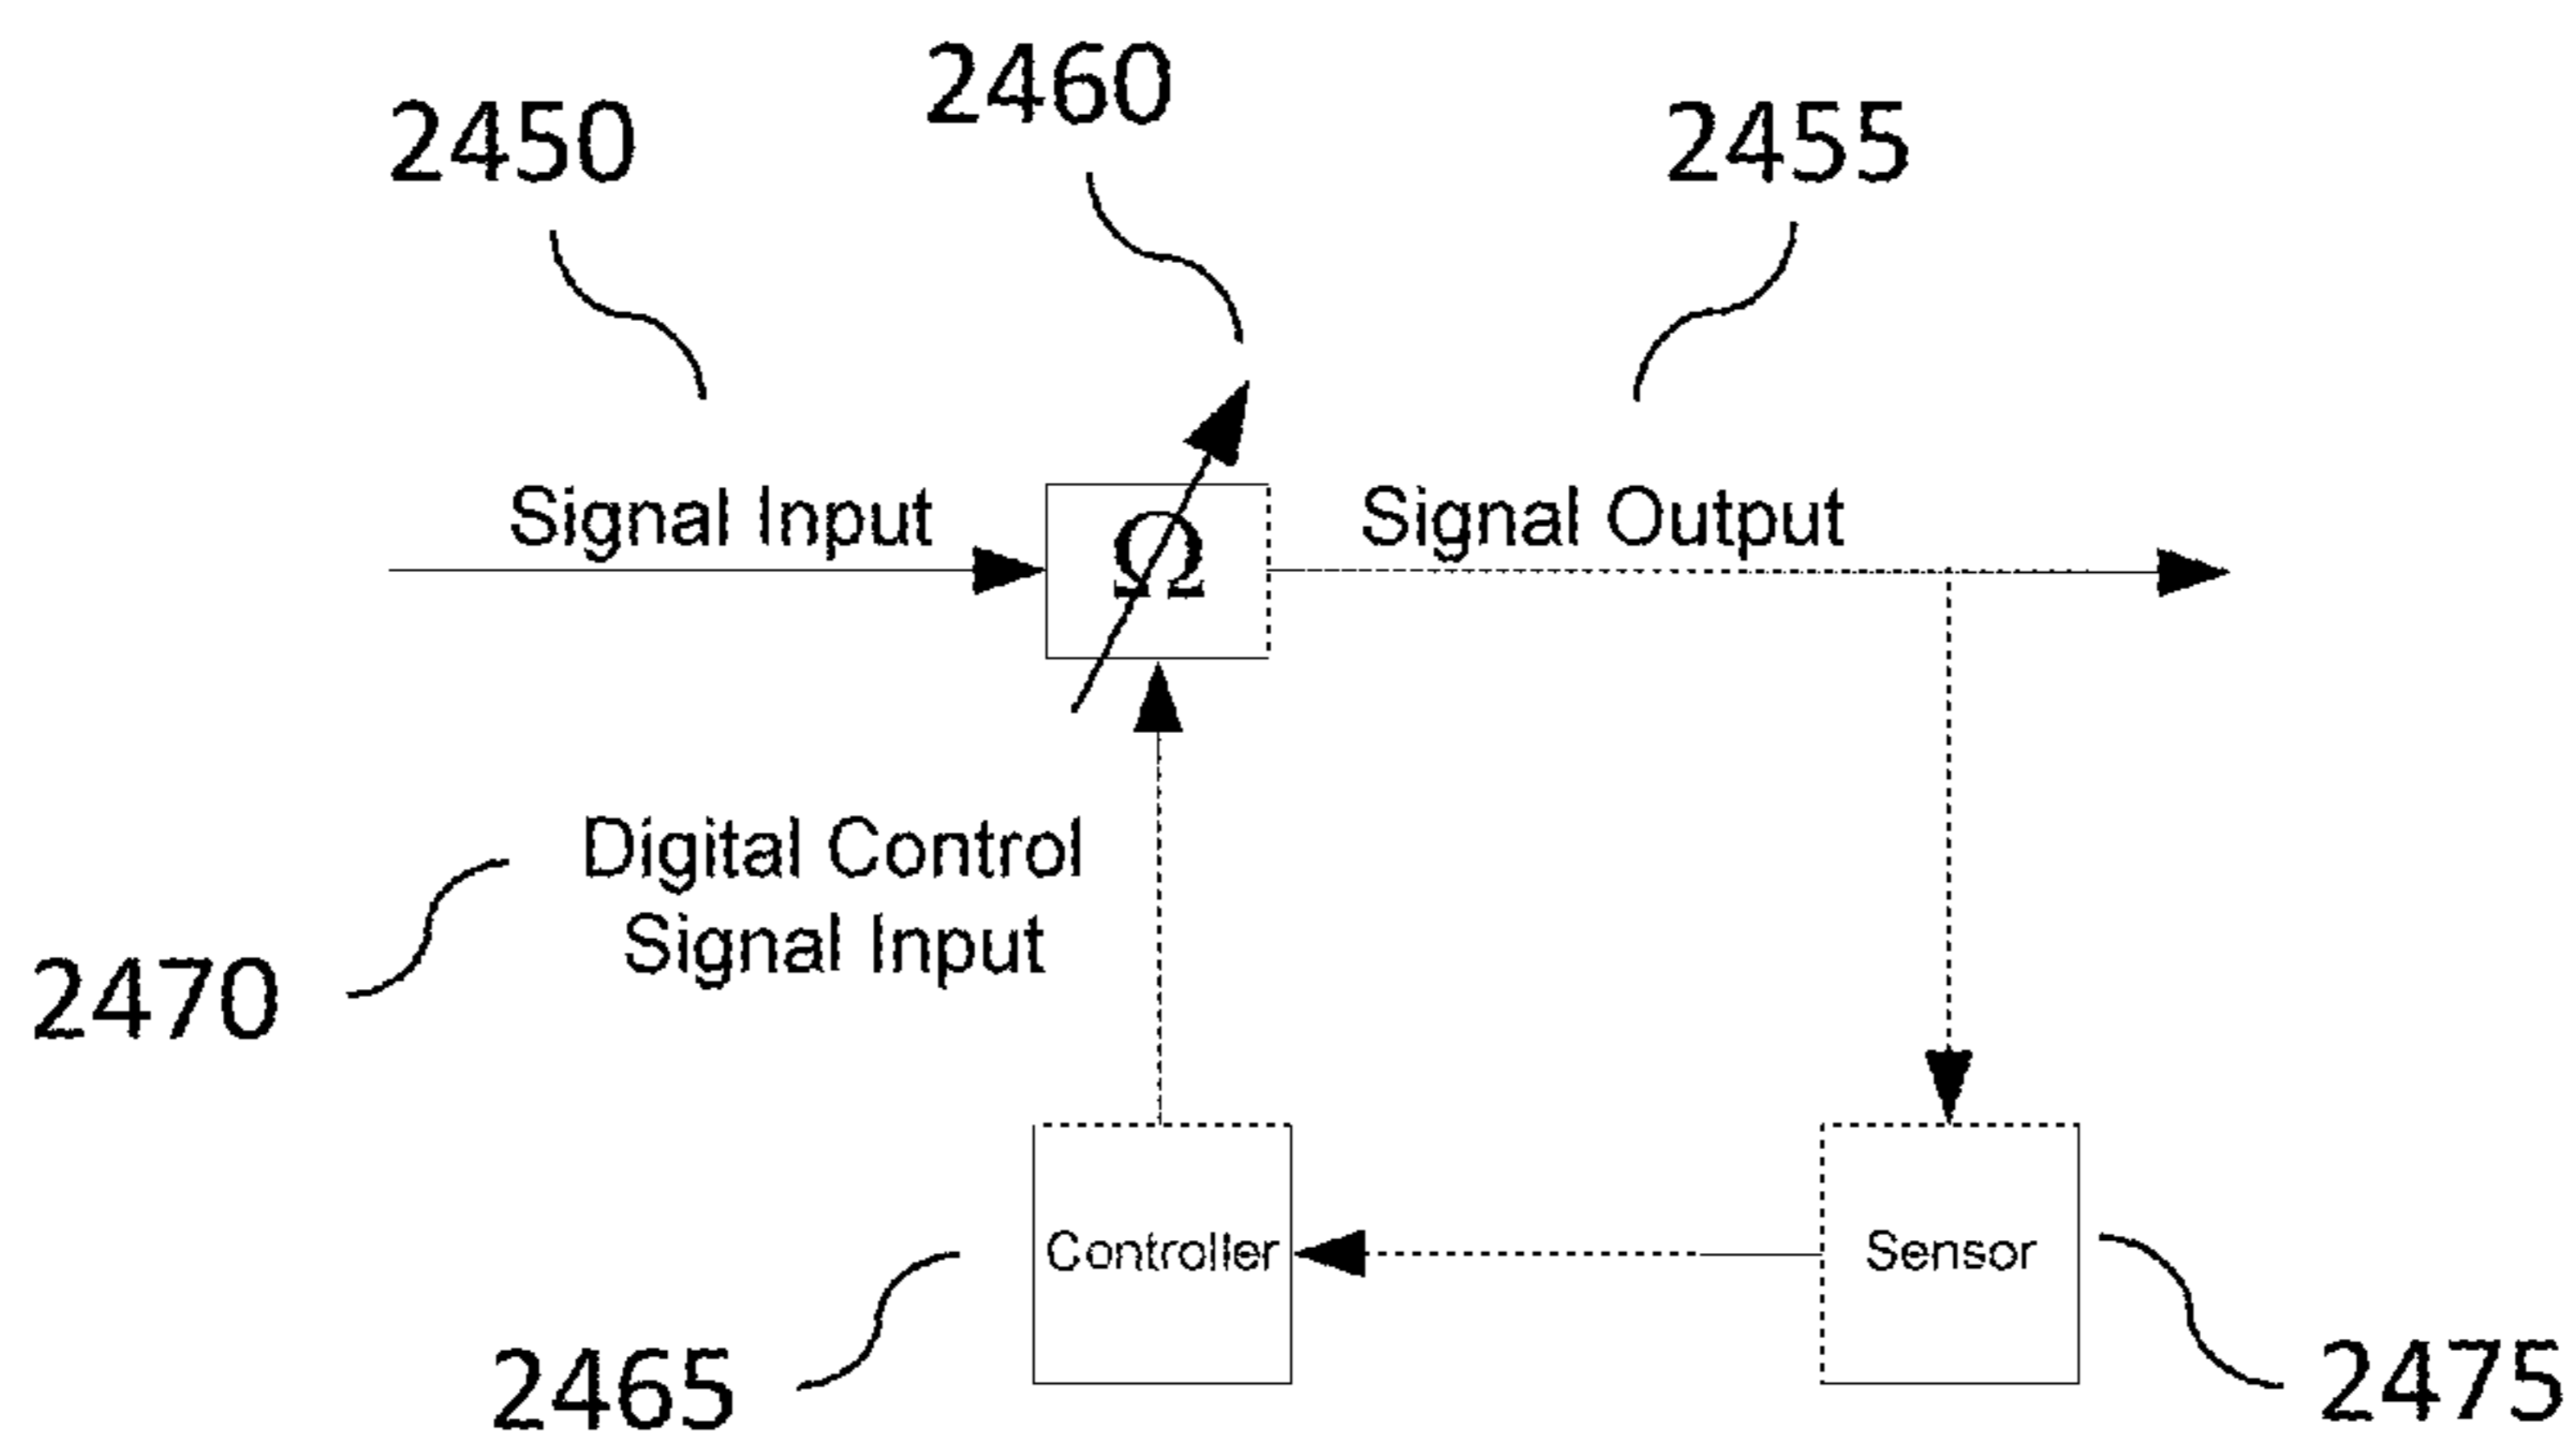 2460
2450
2455
Signal Input
Ω
Signal Output
Digital Control
Signal Input
2470
Controller
Sensor
2465
2475